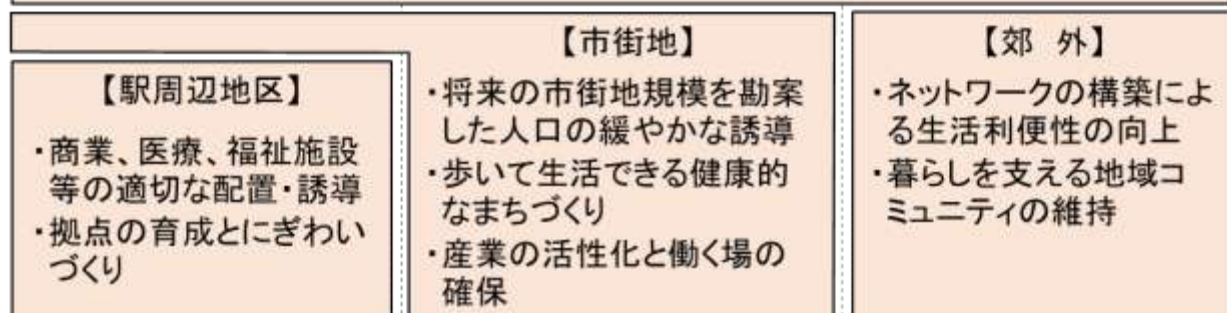 【駅周辺地区】
・商業、医療、福祉施設
等の適切な配置・誘導
・拠点の育成とにぎわい
づくり
【市街地】
・将来の市街地規模を勘案
した人口の緩やかな誘導
・歩いて生活できる健康的
なまちづくり
・産業の活性化と働く場の
確保
【郊 外】
・ネットワークの構築によ
る生活利便性の向上
・暮らしを支える地域コ
ミュニティの維持